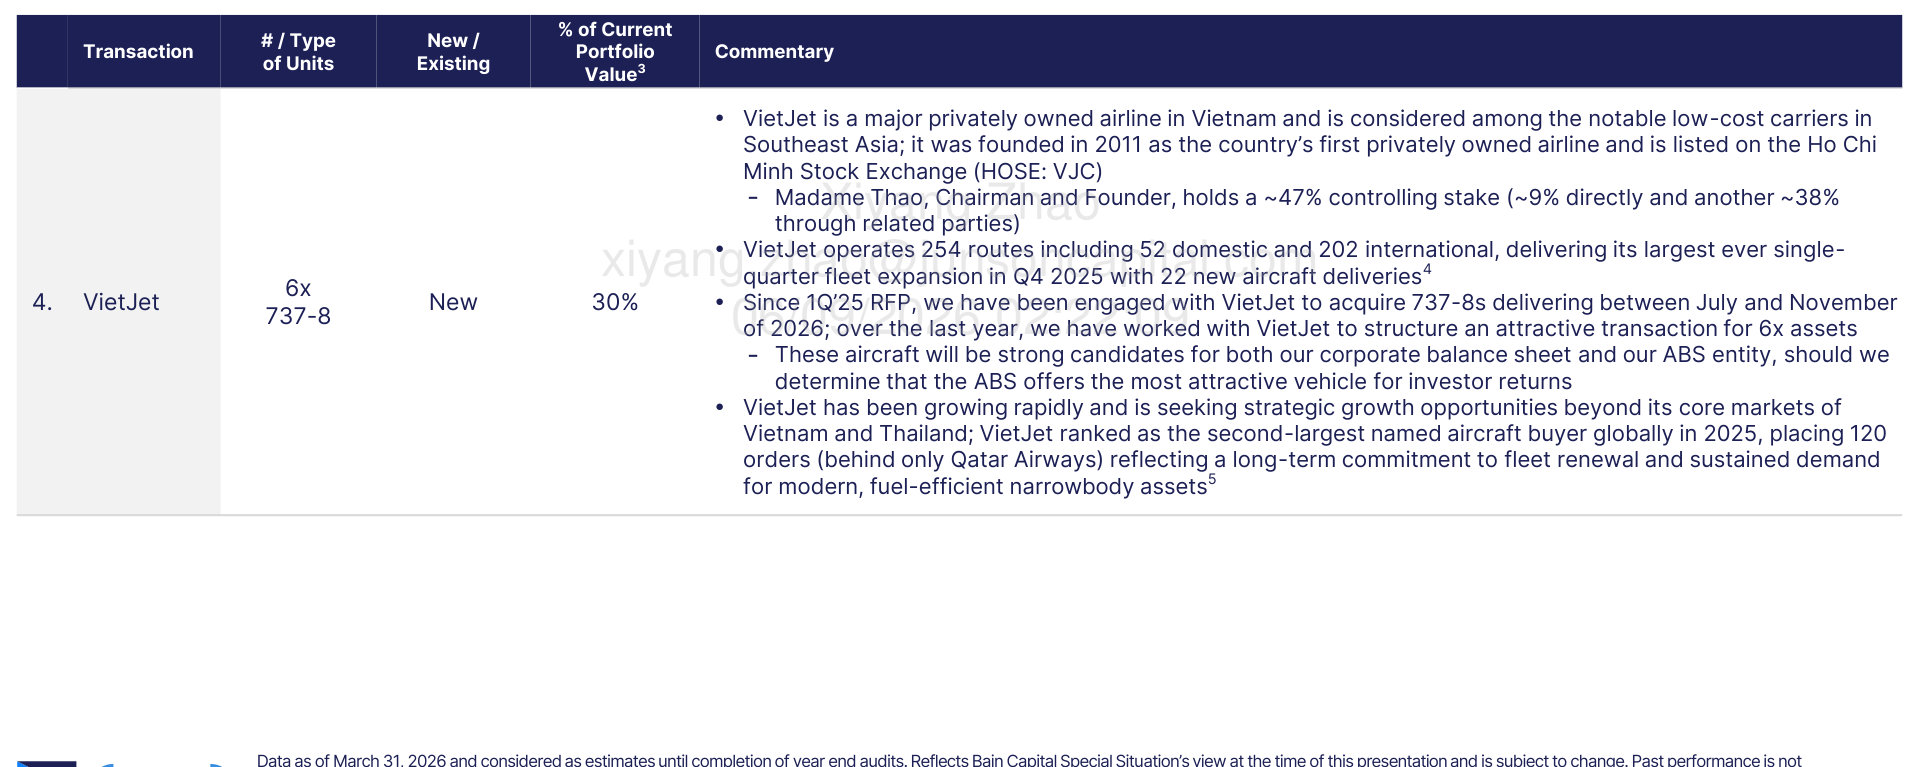 Transaction
# / Type
of Units
New /
Existing
% of Current
Portfolio
Value3
Commentary
4.
VietJet
6x
737-8
New
30%
• VietJet is a major privately owned airline in Vietnam and is considered among the notable low-cost carriers in
Southeast Asia; it was founded in 2011 as the country’s first privately owned airline and is listed on the Ho Chi
Minh Stock Exchange (HOSE: VJC)
– Madame Thao, Chairman and Founder, holds a ~47% controlling stake (~9% directly and another ~38%
through related parties)
• VietJet operates 254 routes including 52 domestic and 202 international, delivering its largest ever single-
quarter fleet expansion in Q4 2025 with 22 new aircraft deliveries4
• Since 1Q’25 RFP, we have been engaged with VietJet to acquire 737-8s delivering between July and November
of 2026; over the last year, we have worked with VietJet to structure an attractive transaction for 6x assets
– These aircraft will be strong candidates for both our corporate balance sheet and our ABS entity, should we
determine that the ABS offers the most attractive vehicle for investor returns
• VietJet has been growing rapidly and is seeking strategic growth opportunities beyond its core markets of
Vietnam and Thailand; VietJet ranked as the second-largest named aircraft buyer globally in 2025, placing 120
orders (behind only Qatar Airways) reflecting a long-term commitment to fleet renewal and sustained demand
for modern, fuel-efficient narrowbody assets5
Xiyang Zhao
Data as of March 31, 2026 and considered as estimates until completion of year end audits. Reflects Bain Capital Special Situation’s view at the time of this presentation and is subject to change. Past performance is not